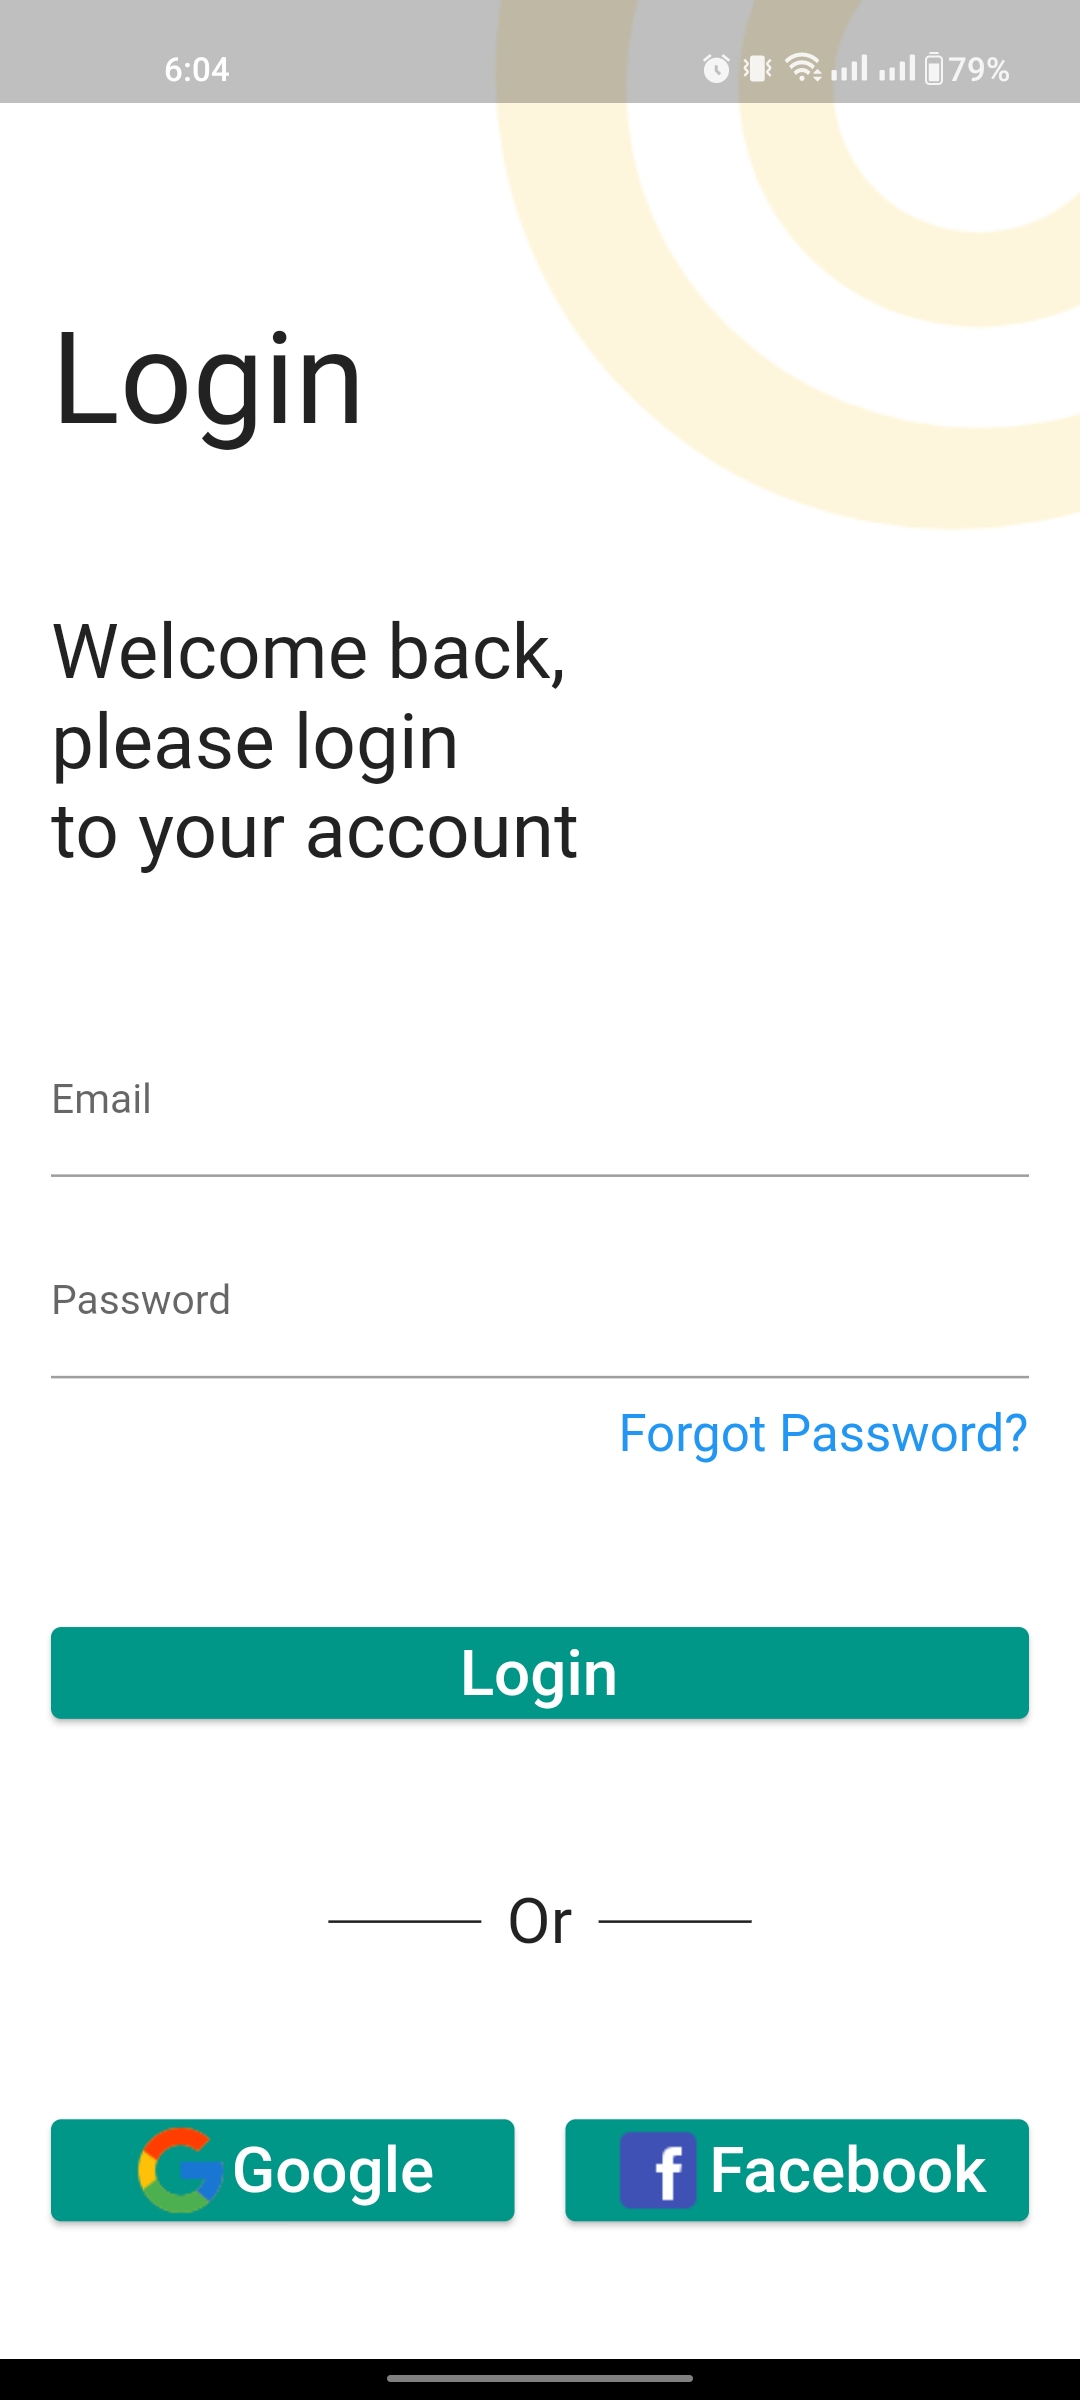 6:04 79%
Login
Welcome back,
please login
to your account
Email
Password
Forgot Password?
Login
Or
Google Facebook